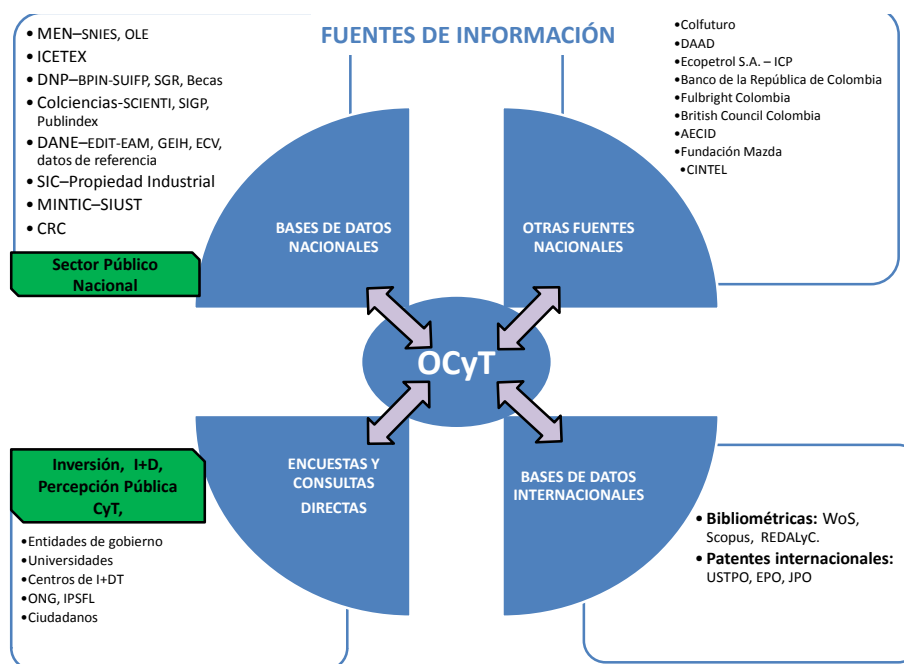 FUENTES DE INFORMACIÓN
•MEN–SNIES, OLE
•ICETEX
•DNP–BPIN-SUIFP, SGR, Becas
•Colciencias-SCIENTI, SIGP,
Publindex
•DANE–EDIT-EAM, GEIH, ECV,
datos de referencia
•SIC–Propiedad Industrial
•MINTIC–SIUST
•CRC
Sector Público
Nacional
BASES DE DATOS
NACIONALES
•Colfuturo
•DAAD
•Ecopetrol S.A. – ICP
•Banco de la República de Colombia
•Fulbright Colombia
•British Council Colombia
•AECID
•Fundación Mazda
•CINTEL
OTRAS FUENTES
NACIONALES
OCyT
Inversión, I+D,
Percepción Pública
CyT,
•Entidades de gobierno
•Universidades
•Centros de I+DT
•ONG, IPSFL
•Ciudadanos
ENCUESTAS Y
CONSULTAS
DIRECTAS
BASES DE DATOS
INTERNACIONALES
•Bibliométricas: WoS,
Scopus, REDALyC.
•Patentes internacionales:
USTPO, EPO, JPO